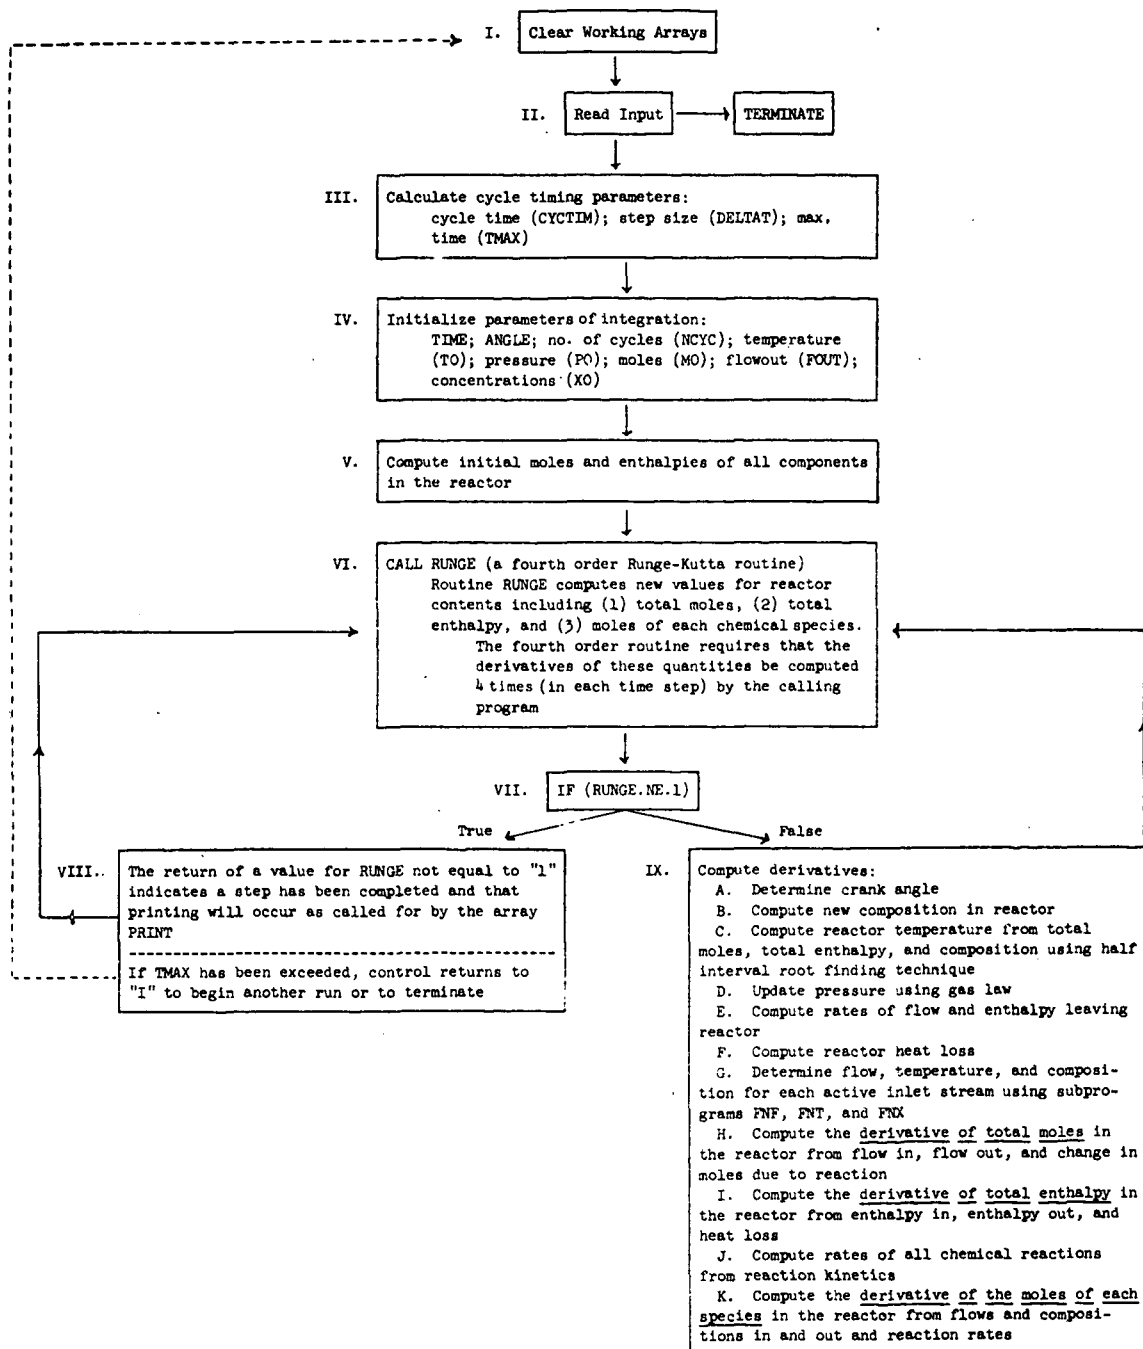 I. Clear Working Arrays
II. Read Input TERMINATE
III. Calculate cycle timing parameters:
cycle time (CYCTIM); step size (DELTAT); max.
time (TMAX)
IV. Initialize parameters of integration:
TIME; ANGLE; no. of cycles (NCYC); temperature
(TO); pressure (PO); moles (MO); flowout (FOUT);
concentrations (XO)
V. Compute initial moles and enthalpies of all components
in the reactor
VI. CALL RUNGE (a fourth order Runge-Kutta routine)
Routine RUNGE computes new values for reactor
contents including (1) total moles, (2) total
enthalpy, and (3) moles of each chemical species.
The fourth order routine requires that the
derivatives of these quantities be computed
4 times (in each time step) by the calling
program
VII. IF (RUNGE.NE.1)
True False
VIII. The return of a value for RUNGE not equal to "1"
indicates a step has been completed and that
printing will occur as called for by the array
PRINT
If TMAX has been exceeded, control returns to
"I" to begin another run or to terminate
IX. Compute derivatives:
A. Determine crank angle
B. Compute new composition in reactor
C. Compute reactor temperature from total
moles, total enthalpy, and composition using half
interval root finding technique
D. Update pressure using gas law
E. Compute rates of flow and enthalpy leaving
reactor
F. Compute reactor heat loss
G. Determine flow, temperature, and composi-
tion for each active inlet stream using subpro-
grams FNF, FNT, and FNX
H. Compute the derivative of total moles in
the reactor from flow in, flow out, and change in
moles due to reaction
I. Compute the derivative of total enthalpy in
the reactor from enthalpy in, enthalpy out, and
heat loss
J. Compute rates of all chemical reactions
from reaction kinetics
K. Compute the derivative of the moles of each
species in the reactor from flows and composi-
tions in and out and reaction rates